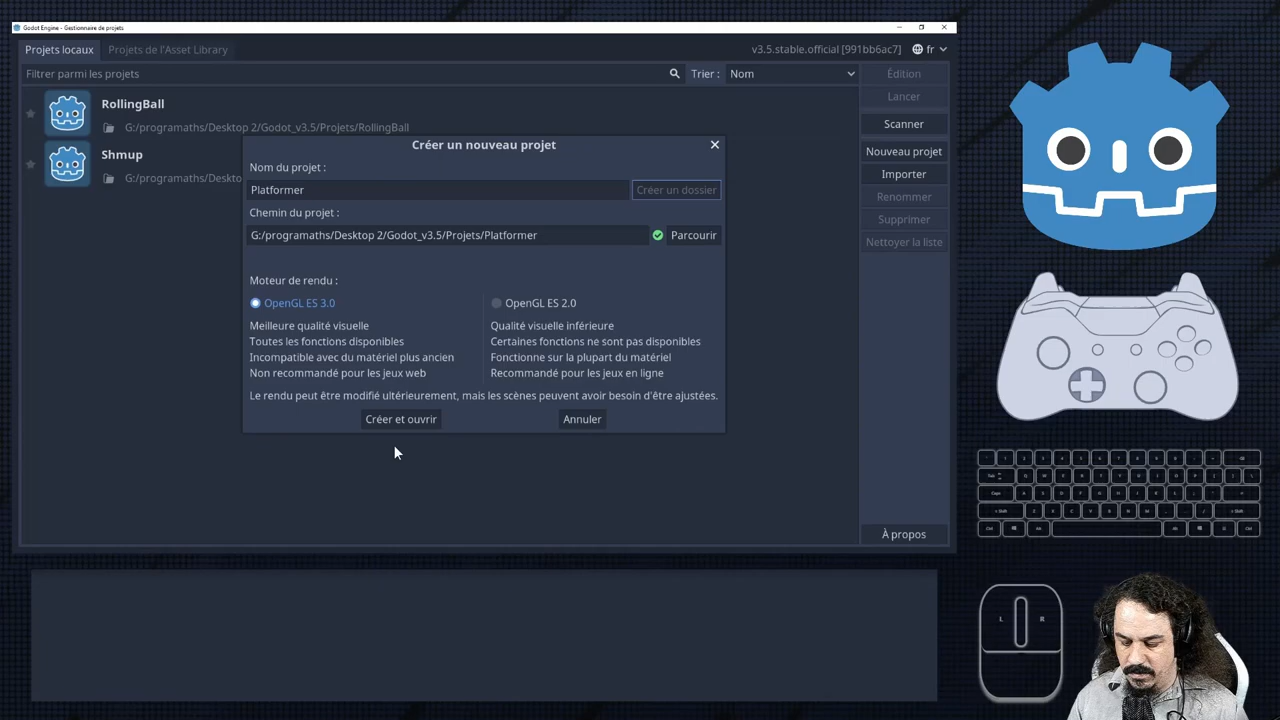 Godot Engine - Gestionnaire de projets
Projets locaux
Projets de l'Asset Library
v3.5.stable.official [991bb6ac7]
fr
Filtrer parmi les projets
Trier :
Nom
Édition
Lancer
Scanner
Nouveau projet
Importer
Renommer
Supprimer
Nettoyer la liste
À propos
RollingBall
G:/programaths/Desktop 2/Godot_v3.5/Projets/RollingBall
Shmup
G:/programaths/Deskto
Créer un nouveau projet
Nom du projet :
Platformer
Créer un dossier
Chemin du projet :
G:/programaths/Desktop 2/Godot_v3.5/Projets/Platformer
Parcourir
Moteur de rendu :
OpenGL ES 3.0
Meilleure qualité visuelle
Toutes les fonctions disponibles
Incompatible avec du matériel plus ancien
Non recommandé pour les jeux web
OpenGL ES 2.0
Qualité visuelle inférieure
Certaines fonctions ne sont pas disponibles
Fonctionne sur la plupart du matériel
Recommandé pour les jeux en ligne
Le rendu peut être modifié ultérieurement, mais les scènes peuvent avoir besoin d'être ajustées.
Créer et ouvrir
Annuler
L
R